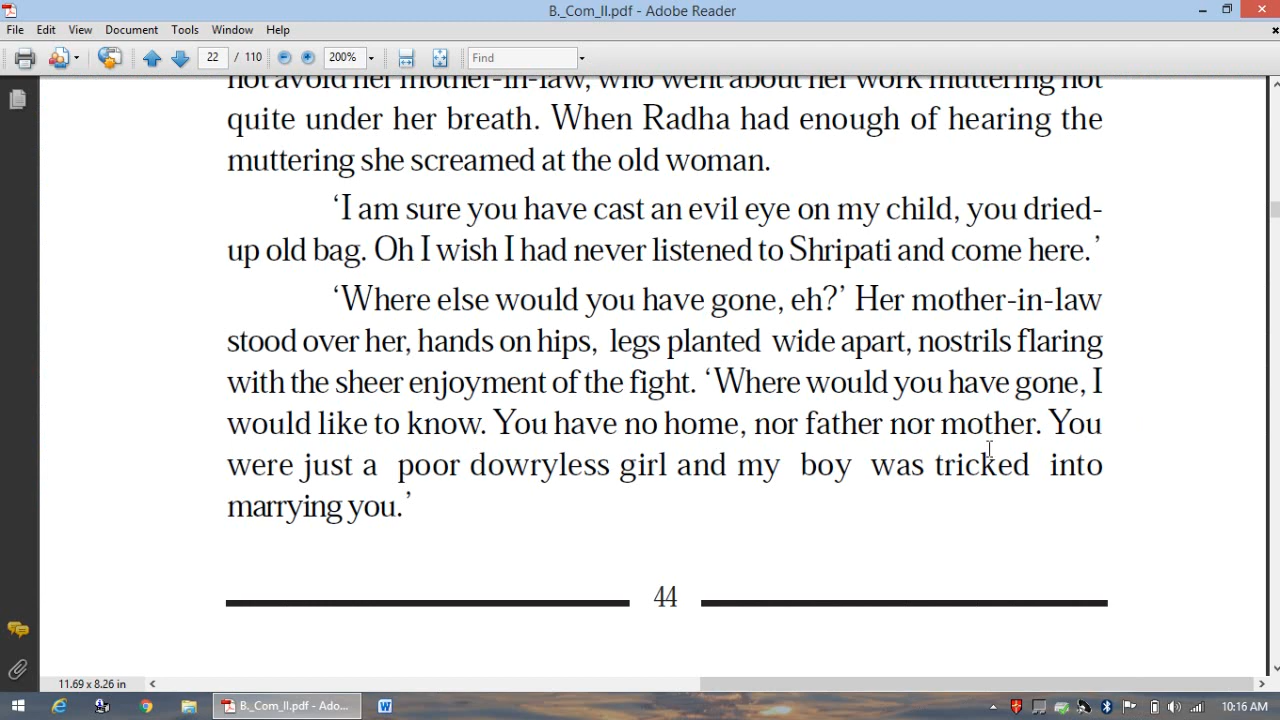 B._Com_II.pdf - Adobe Reader
File Edit View Document Tools Window Help
22 / 110 200% Find
not avoid her mother-in-law, who went about her work muttering not
quite under her breath. When Radha had enough of hearing the
muttering she screamed at the old woman.
‘I am sure you have cast an evil eye on my child, you dried-
up old bag. Oh I wish I had never listened to Shripati and come here.’
‘Where else would you have gone, eh?’ Her mother-in-law
stood over her, hands on hips, legs planted wide apart, nostrils flaring
with the sheer enjoyment of the fight. ‘Where would you have gone, I
would like to know. You have no home, nor father nor mother. You
were just a poor dowryless girl and my boy was tricked into
marrying you.’
44
11.69 x 8.26 in
B._Com_II.pdf - Ado... 10:16 AM